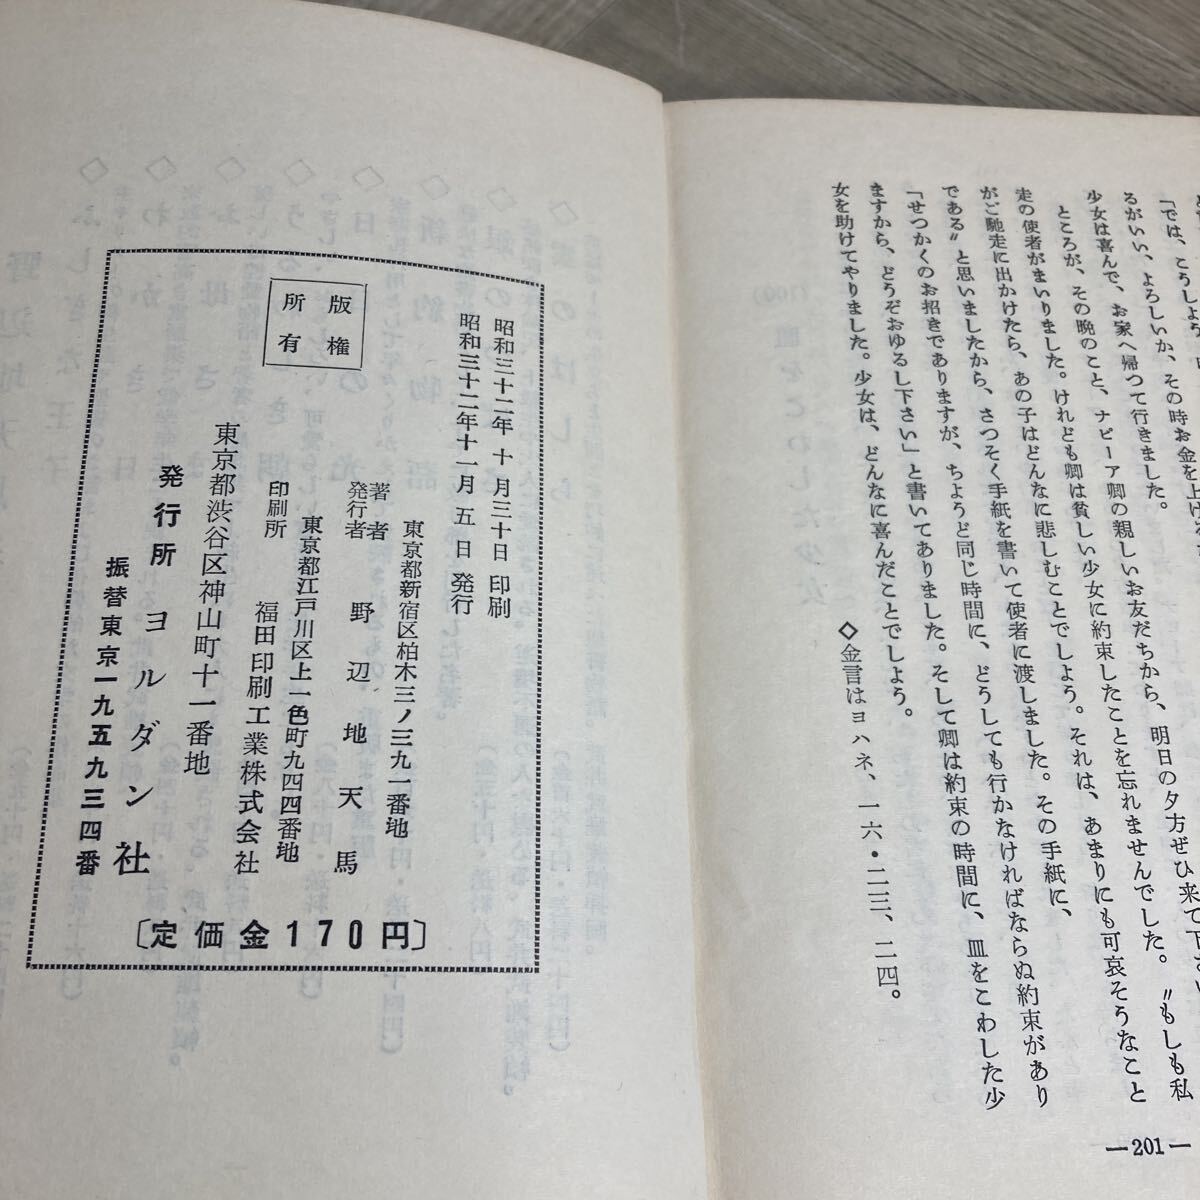 「では、こうしよう
るがいい、よろしいか、その時お金を上げる
少女は喜んで、お家へ帰つて行きました。
ところが、その晩のこと、ナピーア卿の親しいお友だちから、明日の夕方ぜひ来て下さい
走の使者がまいりました。けれども卿は貧しい少女に約束したことを忘れませんでした。〝もしも私
がご馳走に出かけたら、あの子はどんなに悲しむことでしよう。それは、あまりにも可哀そうなこと
である〟と思いましたから、さつそく手紙を書いて使者に渡しました。その手紙に、
「せつかくのお招きでありますが、ちようど同じ時間に、どうしても行かなければならぬ約束があり
ますから、どうぞおゆるし下さい」と書いてありました。そして卿は約束の時間に、皿をこわした少
女を助けてやりました。少女は、どんなに喜んだことでしよう。
◇金言はヨハネ、一六・二三、二四。
—201—
昭和三十二年十月三十日印刷
昭和三十二年十一月五日発行
版権所有
東京都新宿区柏木三ノ三九一番地
著者
発行者 野辺地天馬
東京都江戸川区上一色町九四四番地
印刷所 福田印刷工業株式会社
東京都渋谷区神山町十一番地
発行所 ヨルダン社
振替東京一九五九三四番
〔定価金170円〕